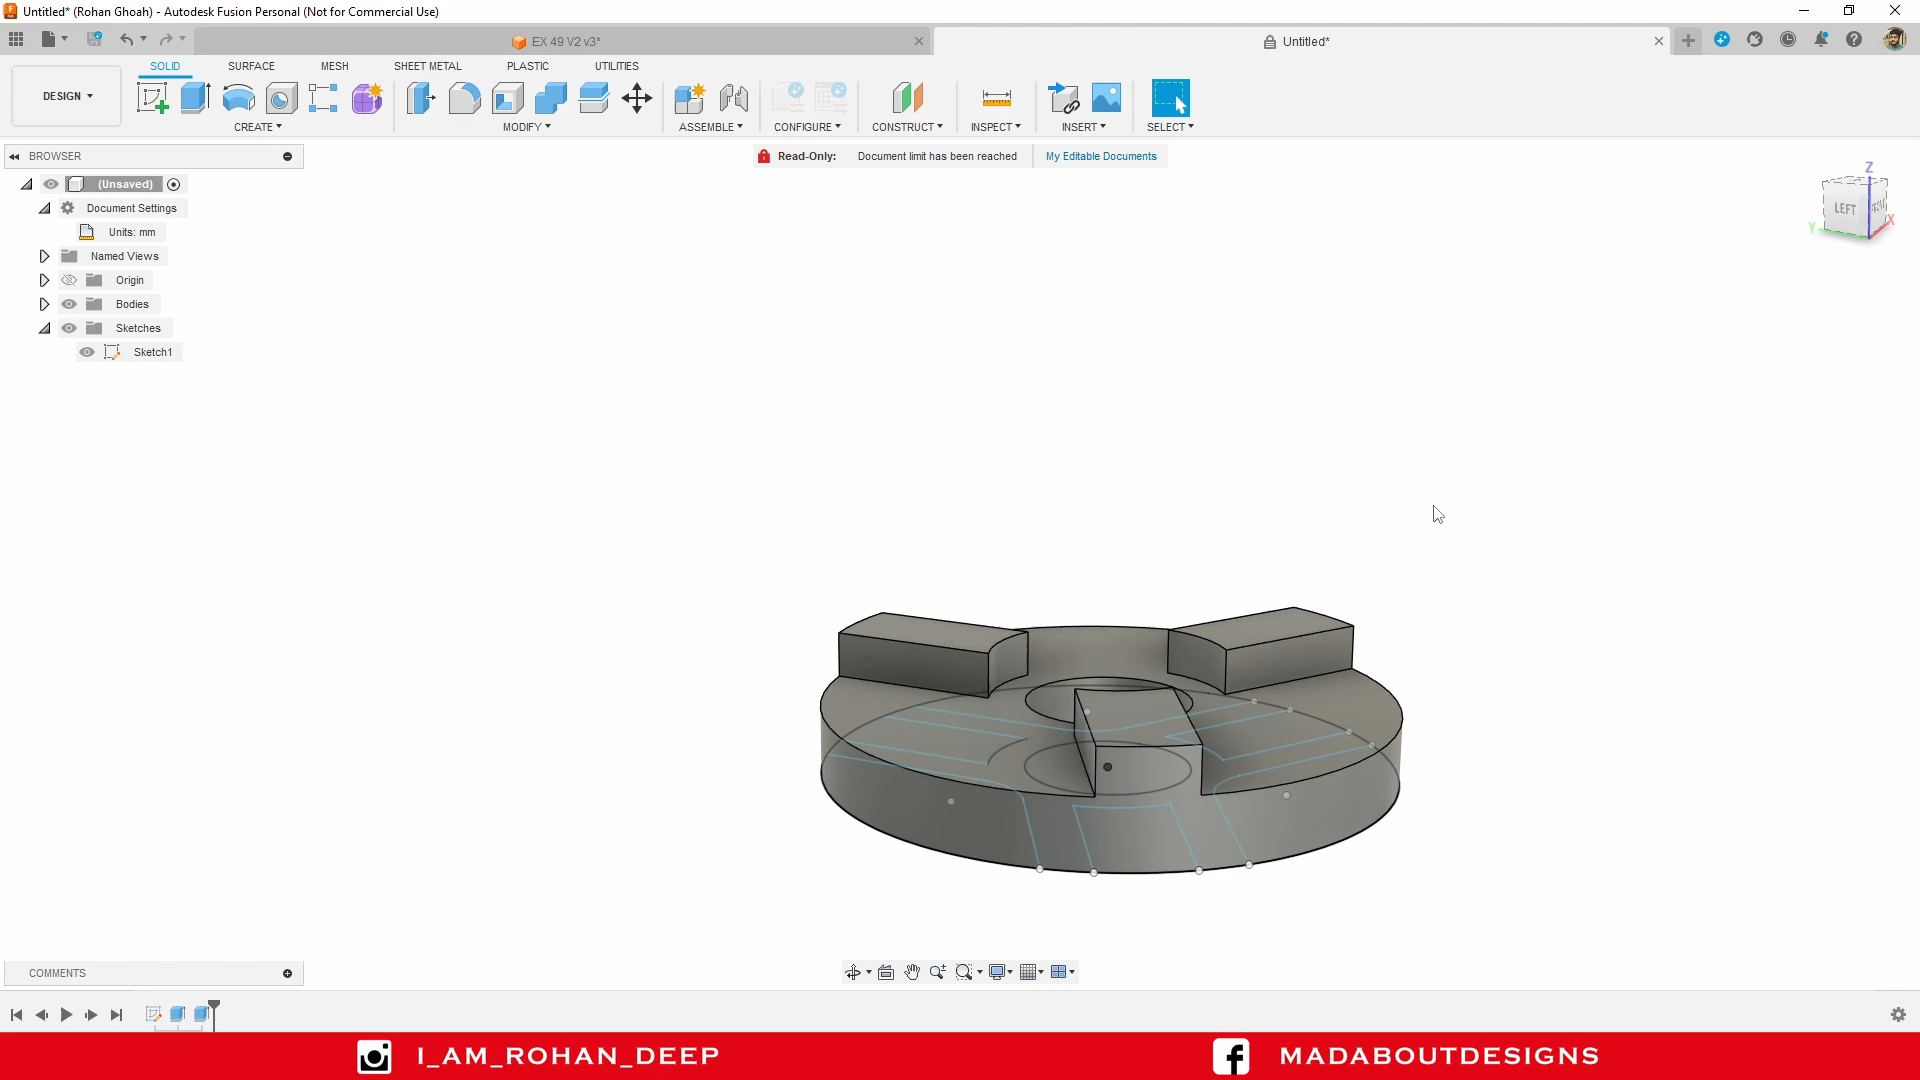 Untitled* (Rohan Ghoah) - Autodesk Fusion Personal (Not for Commercial Use)
EX 49 V2 v3*
Untitled*
DESIGN
SOLID
SURFACE
MESH
SHEET METAL
PLASTIC
UTILITIES
CREATE
MODIFY
ASSEMBLE
CONFIGURE
CONSTRUCT
INSPECT
INSERT
SELECT
BROWSER
Read-Only: Document limit has been reached My Editable Documents
(Unsaved)
Document Settings
Units: mm
Named Views
Origin
Bodies
Sketches
Sketch1
Z
LEFT
X
Y
COMMENTS
I_AM_ROHAN_DEEP
MADABOUTDESIGNS